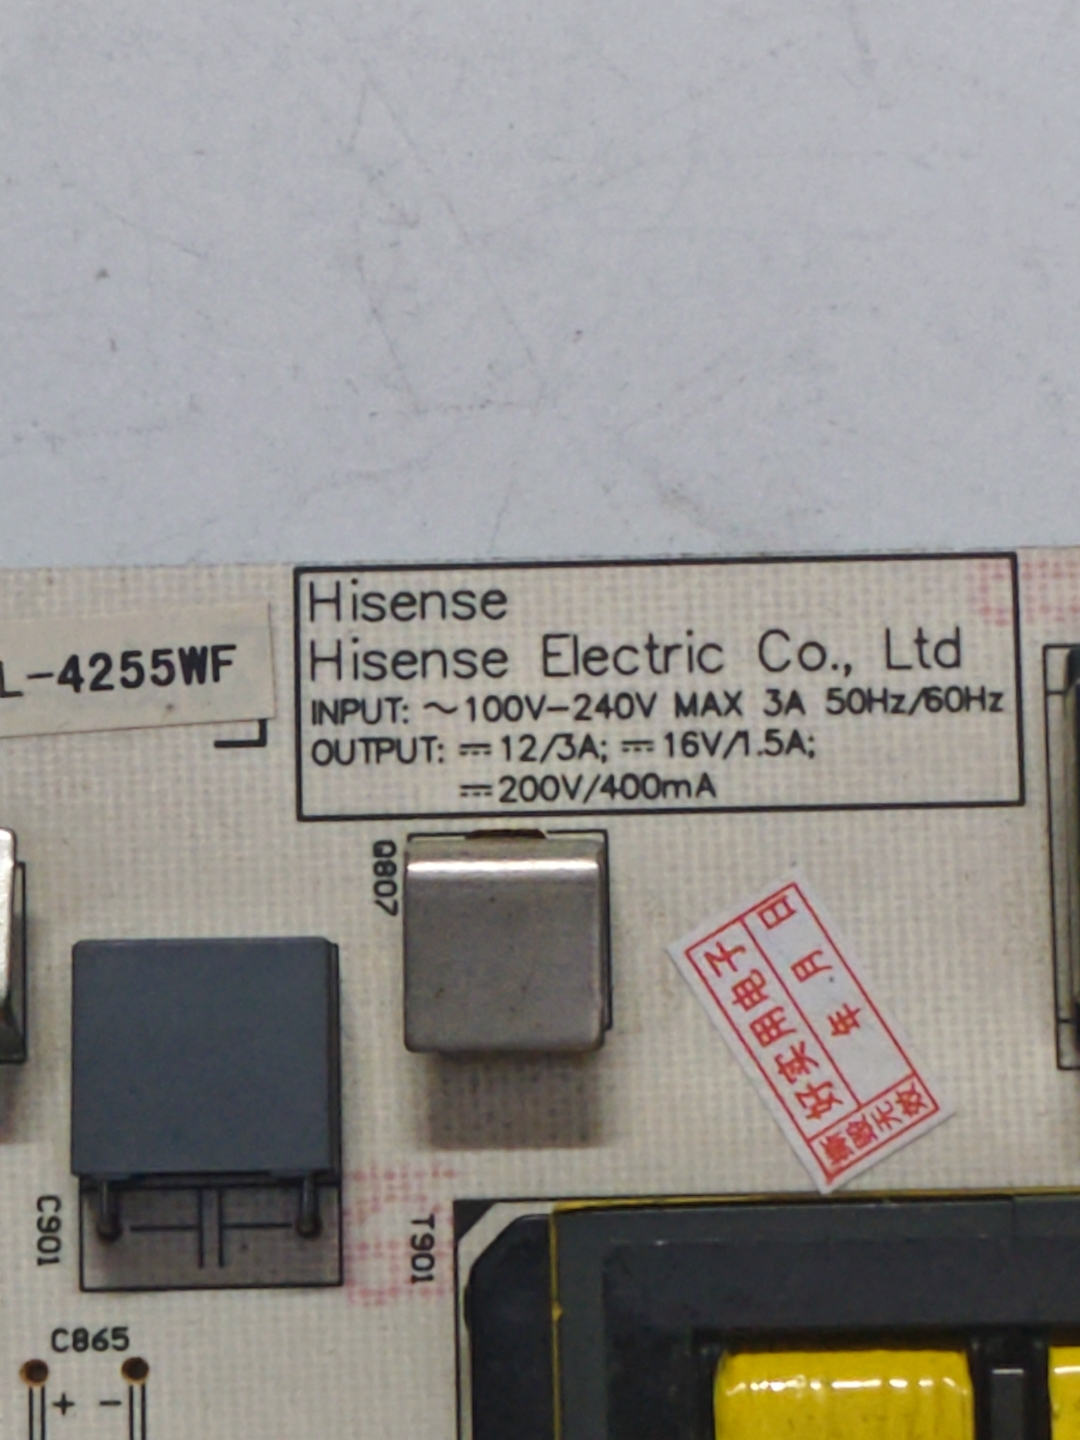 Hisense
Hisense Electric Co., Ltd
INPUT: ～100V-240V MAX 3A 50Hz/60Hz
OUTPUT: ⎓12/3A; ⎓16V/1.5A;
⎓200V/400mA
L-4255WF
Q807
好实用电子
年 月 日
撕毁无效
C901
T901
C865
+ -